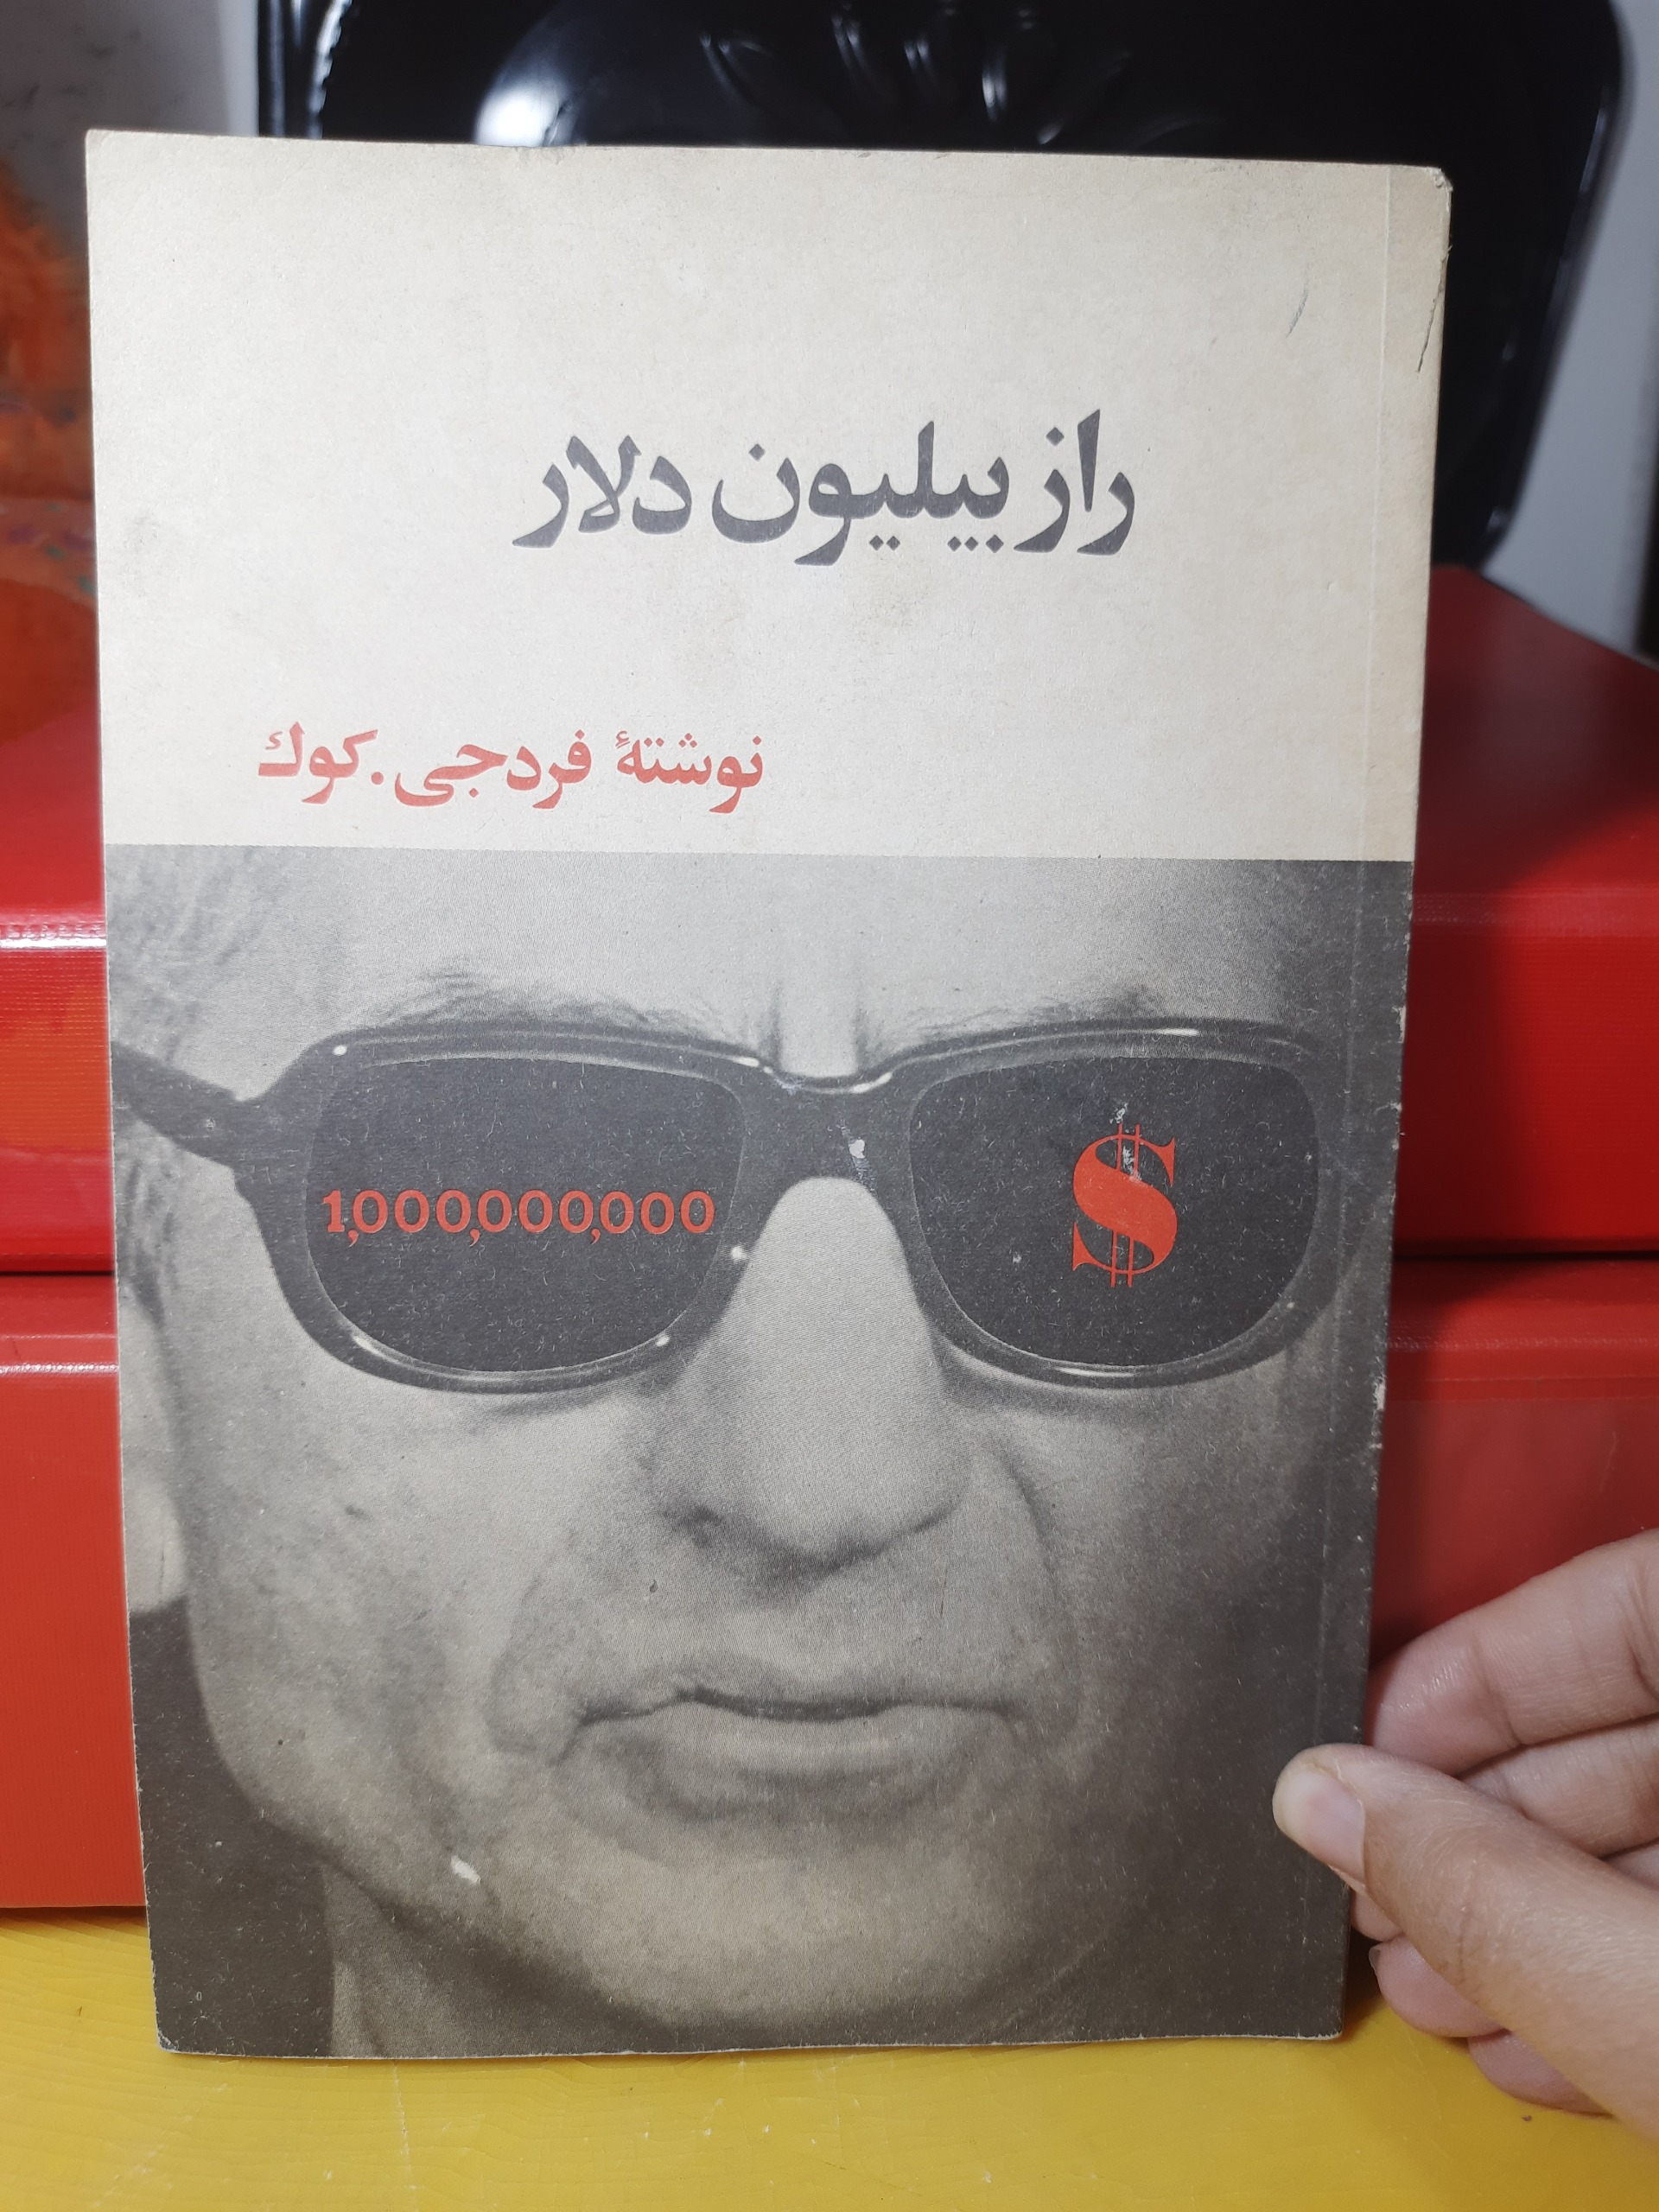 راز بیلیون دلار
نوشتهٔ فردجی.کوك
1,000,000,000
$